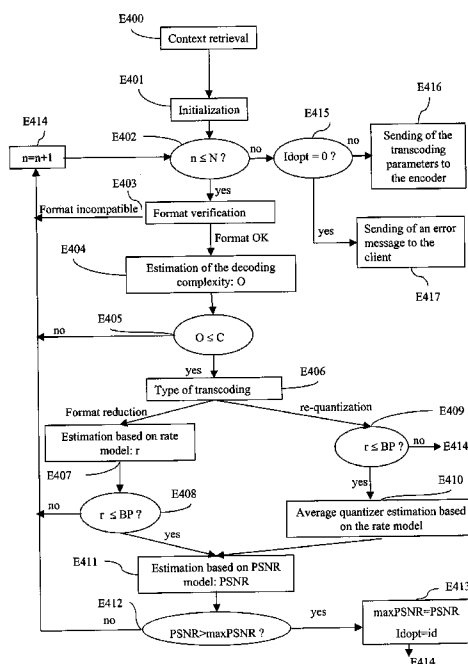 E400
Context retrieval
E401
Initialization
E414
n=n+1
E402
n ≤ N ?
no
E415
Idopt = 0 ?
no
E416
Sending of the
transcoding
parameters to
the encoder
yes
E403
Format incompatible
Format verification
yes
Sending of an error
message to the
client
E417
E404
Format OK
Estimation of the decoding
complexity: O
no
E405
O ≤ C
yes
Type of transcoding
E406
Format reduction
re-quantization
E409
Estimation based on
rate model: r
E407
r ≤ BP ?
no
E414
yes
E410
no
r ≤ BP ?
E408
yes
Average quantizer estimation based
on the rate model
E411
Estimation based on PSNR
model: PSNR
E412
no
PSNR>maxPSNR ?
yes
E413
maxPSNR=PSNR
Idopt=id
E414